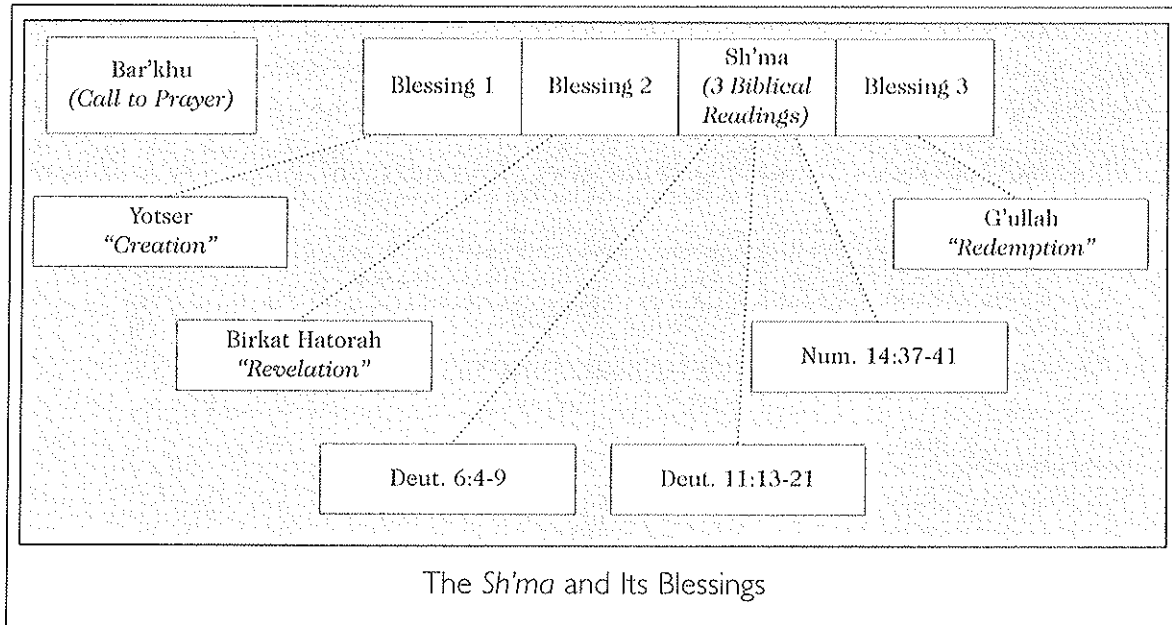 Bar'khu
(Call to Prayer)
Blessing 1
Blessing 2
Sh'ma
(3 Biblical
Readings)
Blessing 3
Yotser
"Creation"
G'ullah
"Redemption"
Birkat Hatorah
"Revelation"
Num. 14:37-41
Deut. 6:4-9
Deut. 11:13-21
The Sh'ma and Its Blessings